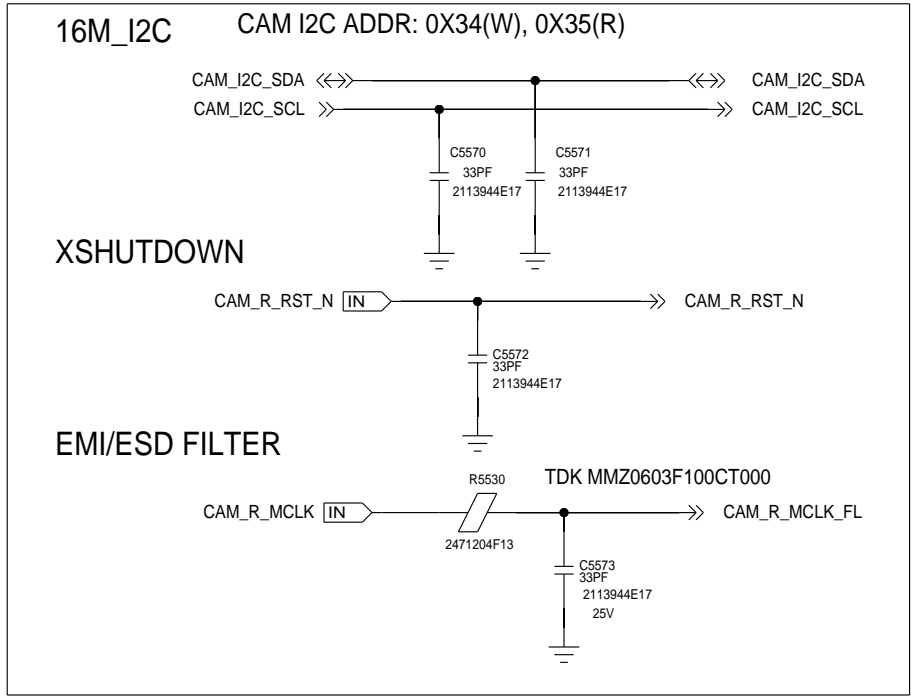 16M_I2C CAM I2C ADDR: 0X34(W), 0X35(R)
CAM_I2C_SDA CAM_I2C_SDA
CAM_I2C_SCL CAM_I2C_SCL
C5570 C5571
33PF 33PF
2113944E17 2113944E17
XSHUTDOWN
CAM_R_RST_N IN CAM_R_RST_N
C5572
33PF
2113944E17
EMI/ESD FILTER
R5530 TDK MMZ0603F100CT000
CAM_R_MCLK IN CAM_R_MCLK_FL
2471204F13
C5573
33PF
2113944E17
25V